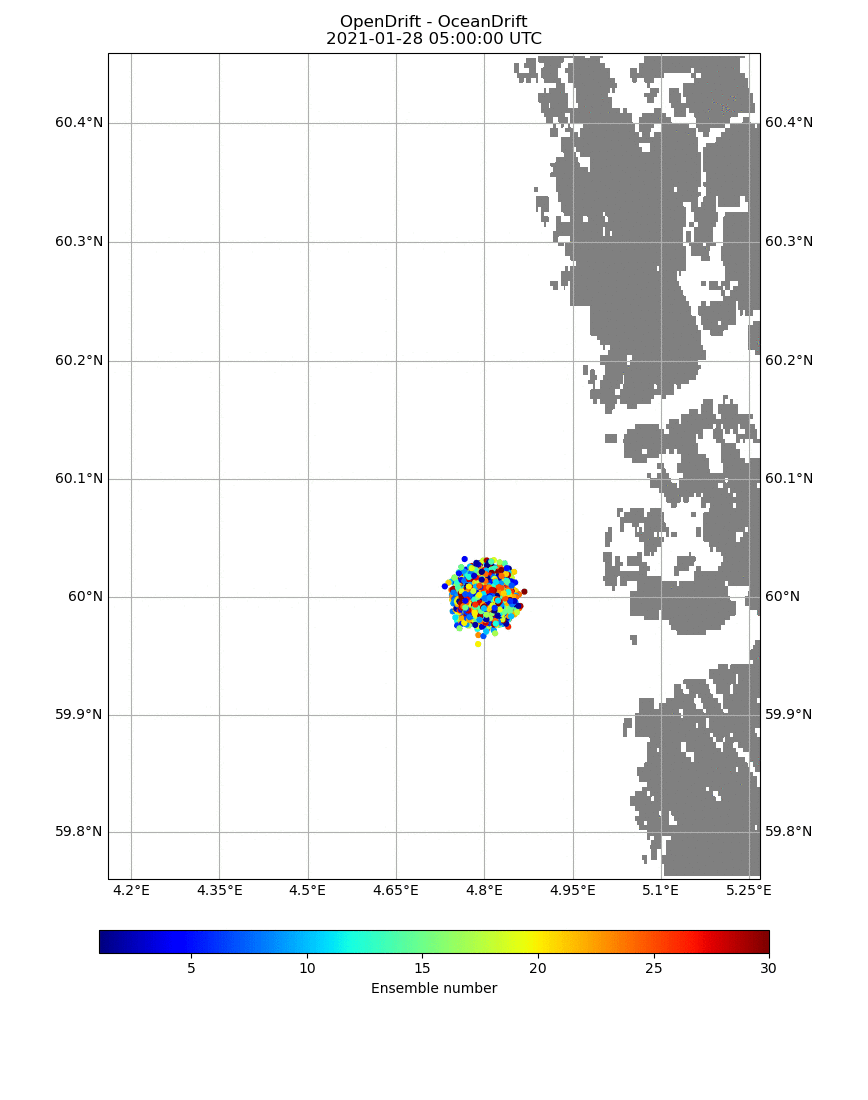 OpenDrift - OceanDrift
2021-01-28 05:00:00 UTC
60.4°N 60.4°N
60.3°N 60.3°N
60.2°N 60.2°N
60.1°N 60.1°N
60°N 60°N
59.9°N 59.9°N
59.8°N 59.8°N
4.2°E 4.35°E 4.5°E 4.65°E 4.8°E 4.95°E 5.1°E 5.25°E
5 10 15 20 25 30
Ensemble number